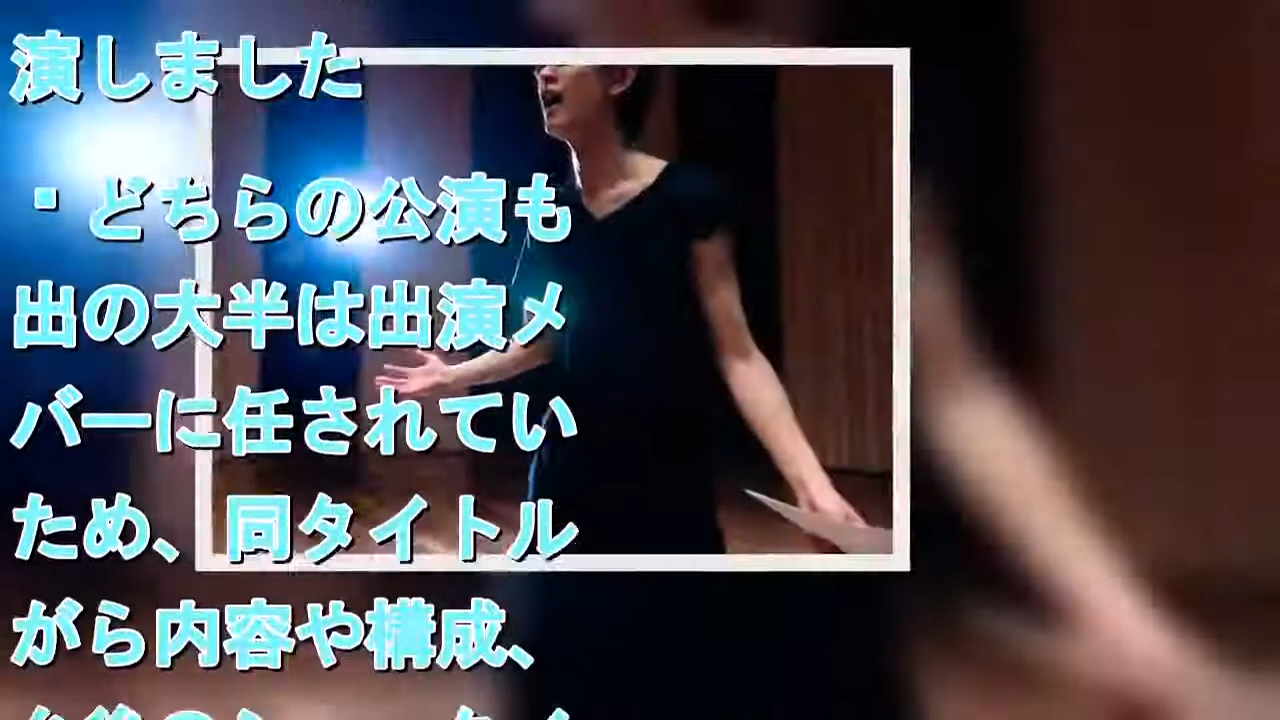 演しました
・どちらの公演も
出の大半は出演メ
バーに任されてい
ため、同タイトル
がら内容や構成、